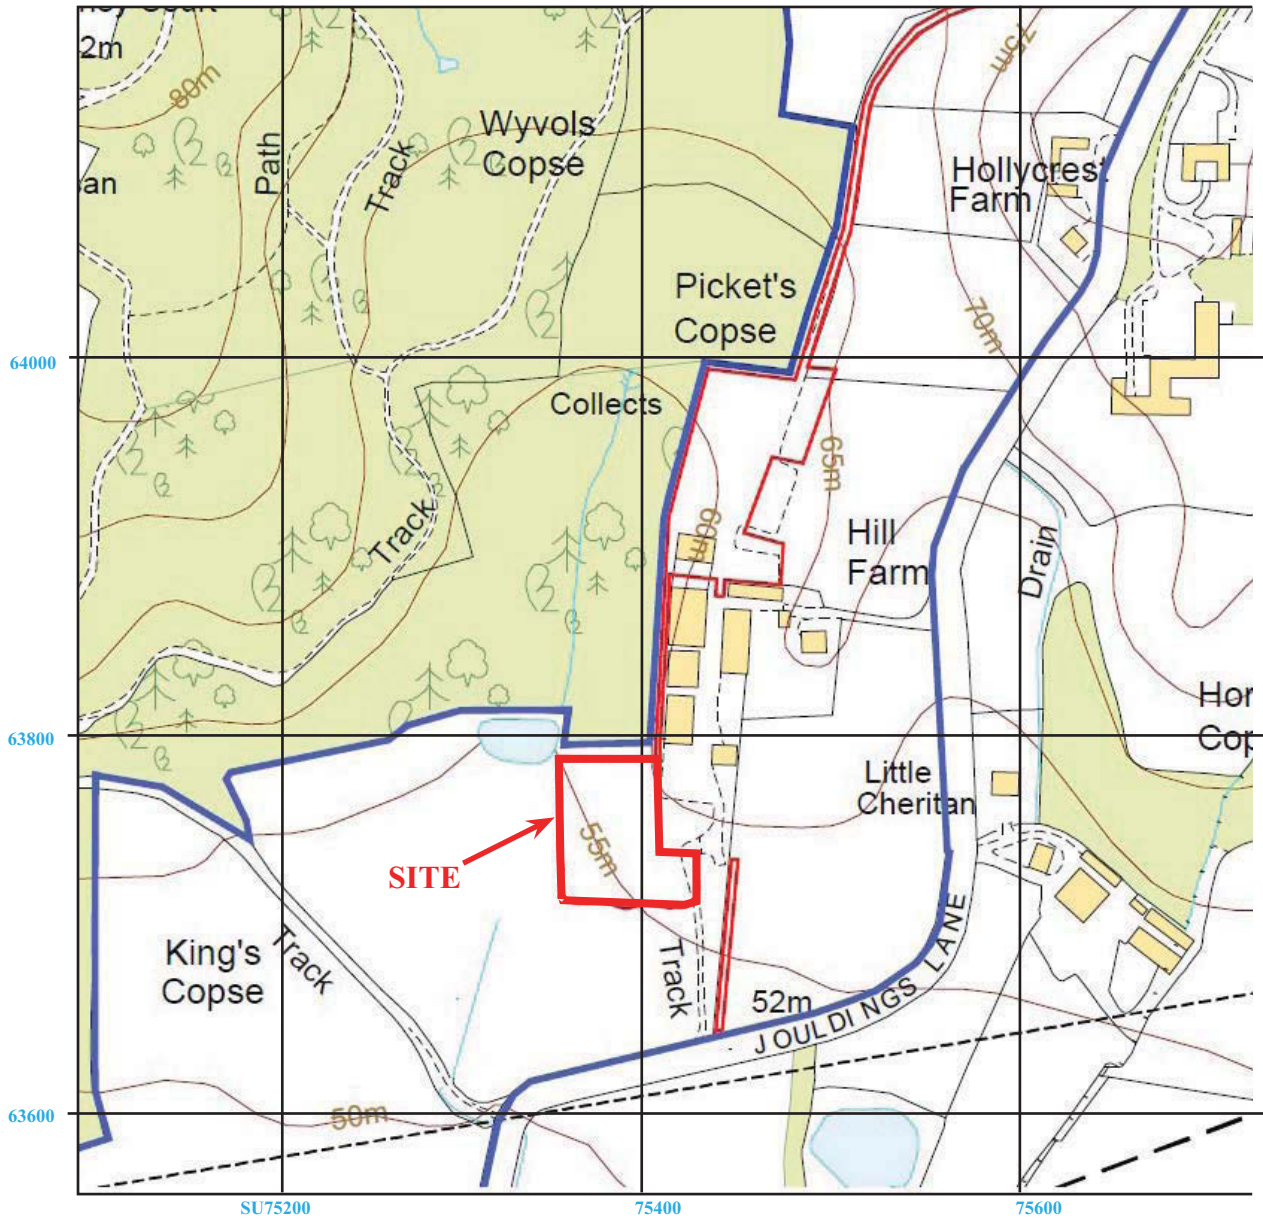 2m
80m
Wyvols
Copse
Path
Track
75m
an
Hollycrest
Farm
Picket's
Copse
70m
64000
Collects
65m
Track
60m
Hill
Farm
Drain
Hor
Cop
63800
Little
Cheritan
55m
SITE
King's
Copse
Track
Track
52m
JOULDINGS LANE
50m
63600
SU75200
75400
75600